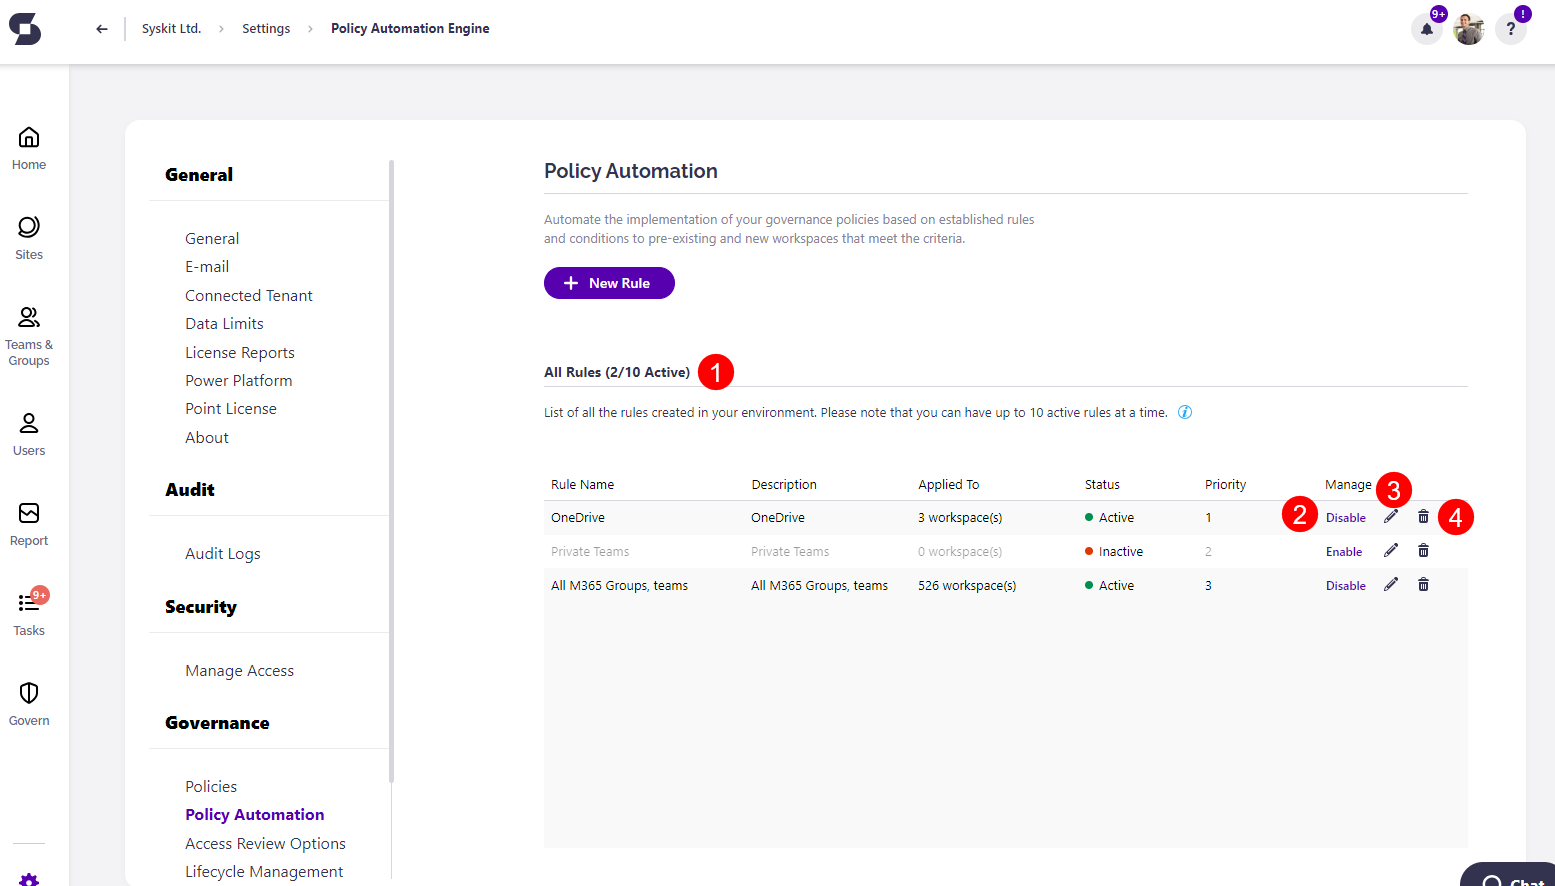 Syskit Ltd. > Settings > Policy Automation Engine
9+
!
?
Home
Sites
Teams &
Groups
Users
Report
9+
Tasks
Govern
General
General
E-mail
Connected Tenant
Data Limits
License Reports
Power Platform
Point License
About
Audit
Audit Logs
Security
Manage Access
Governance
Policies
Policy Automation
Access Review Options
Lifecycle Management
Policy Automation
Automate the implementation of your governance policies based on established rules
and conditions to pre-existing and new workspaces that meet the criteria.
+ New Rule
All Rules (2/10 Active) 1
List of all the rules created in your environment. Please note that you can have up to 10 active rules at a time. i
Rule Name Description Applied To Status Priority Manage 3
OneDrive OneDrive 3 workspace(s) Active 1 2 Disable 4
Private Teams Private Teams 0 workspace(s) Inactive 2 Enable
All M365 Groups, teams All M365 Groups, teams 526 workspace(s) Active 3 Disable
Chat